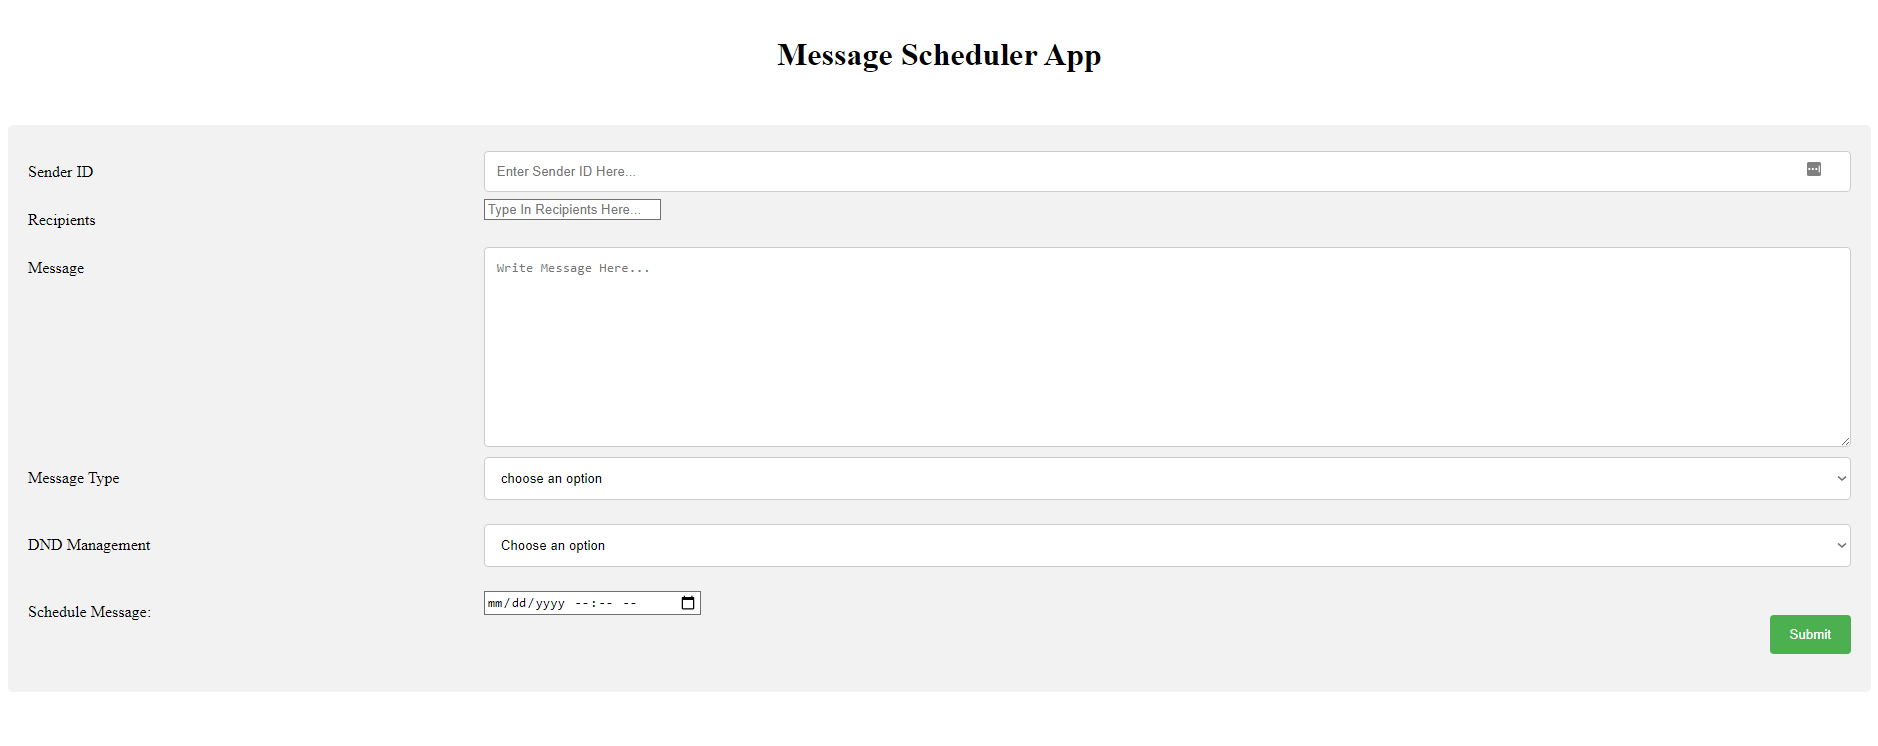 Message Scheduler App
Sender ID
Enter Sender ID Here...
Recipients
Type In Recipients Here...
Message
Write Message Here...
Message Type
choose an option
DND Management
Choose an option
Schedule Message:
mm/dd/yyyy --:-- --
Submit